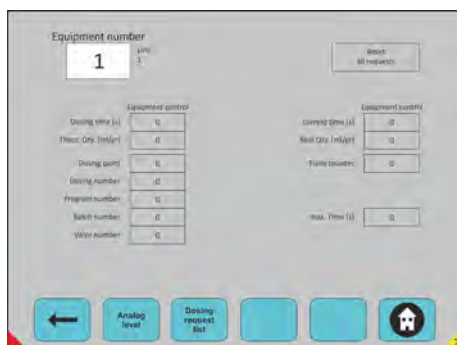 Equipment number
1
Reset
All requests
Equipment control
Dosing time [s] 0
Theor. Qty. [ml/gr] 0
Dosing point 0
Dosing number 0
Program number 0
Batch number 0
Valve number 0
Equipment control
Current time [s] 0
Real Qty. [ml/gr] 0
Pulse counter 0
max. Time [s] 0
Analog
level
Dosing
request
list